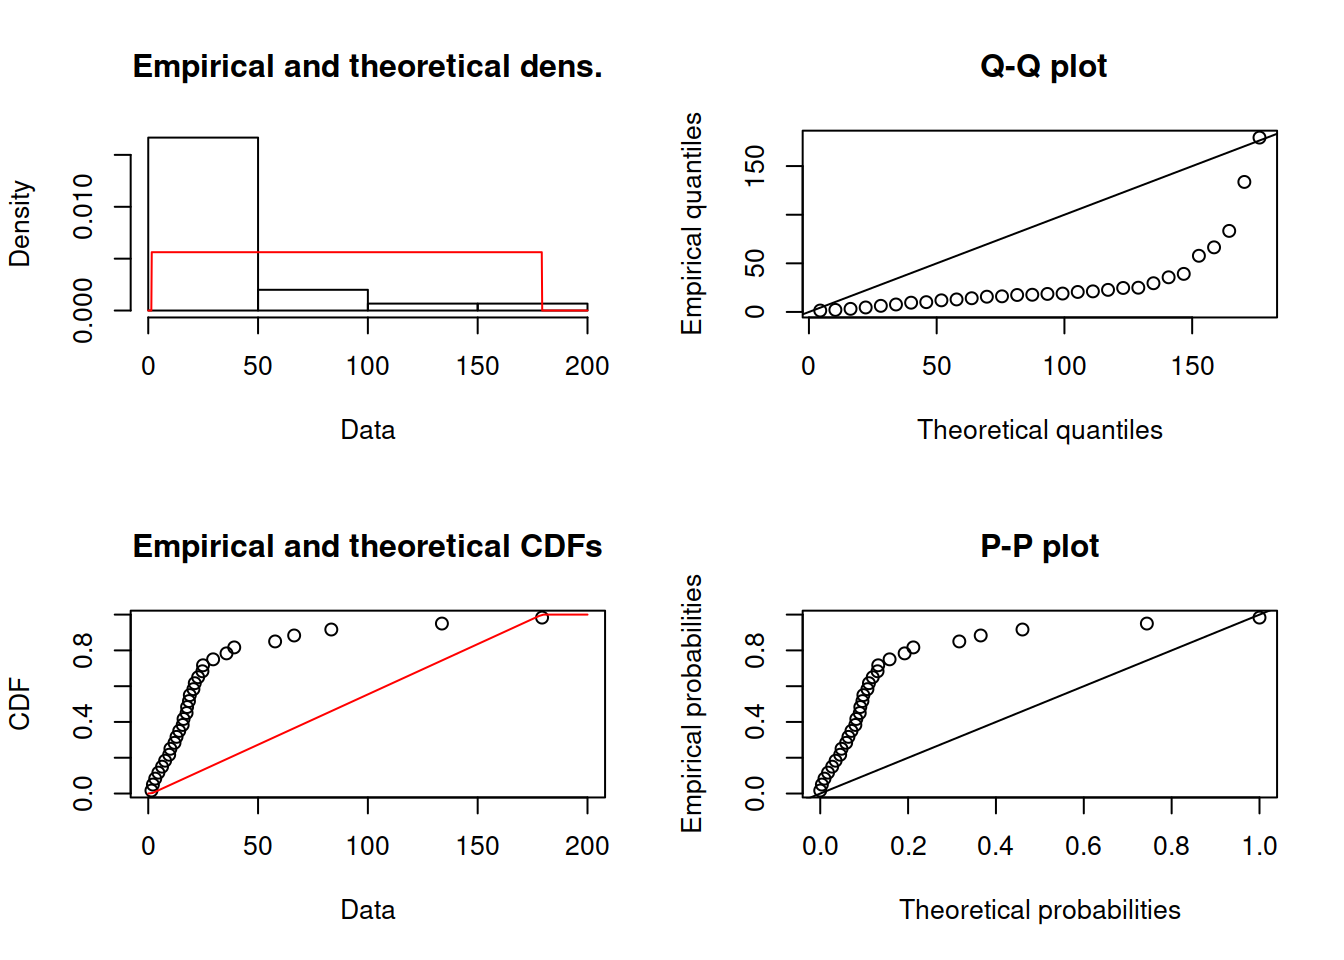 Empirical and theoretical dens.
Density
0.000
0.010
0
50
100
150
200
Data
Q-Q plot
Empirical quantiles
0
50
150
0
50
100
150
Theoretical quantiles
Empirical and theoretical CDFs
CDF
0.0
0.4
0.8
0
50
100
150
200
Data
P-P plot
Empirical probabilities
0.0
0.4
0.8
0.0
0.2
0.4
0.6
0.8
1.0
Theoretical probabilities